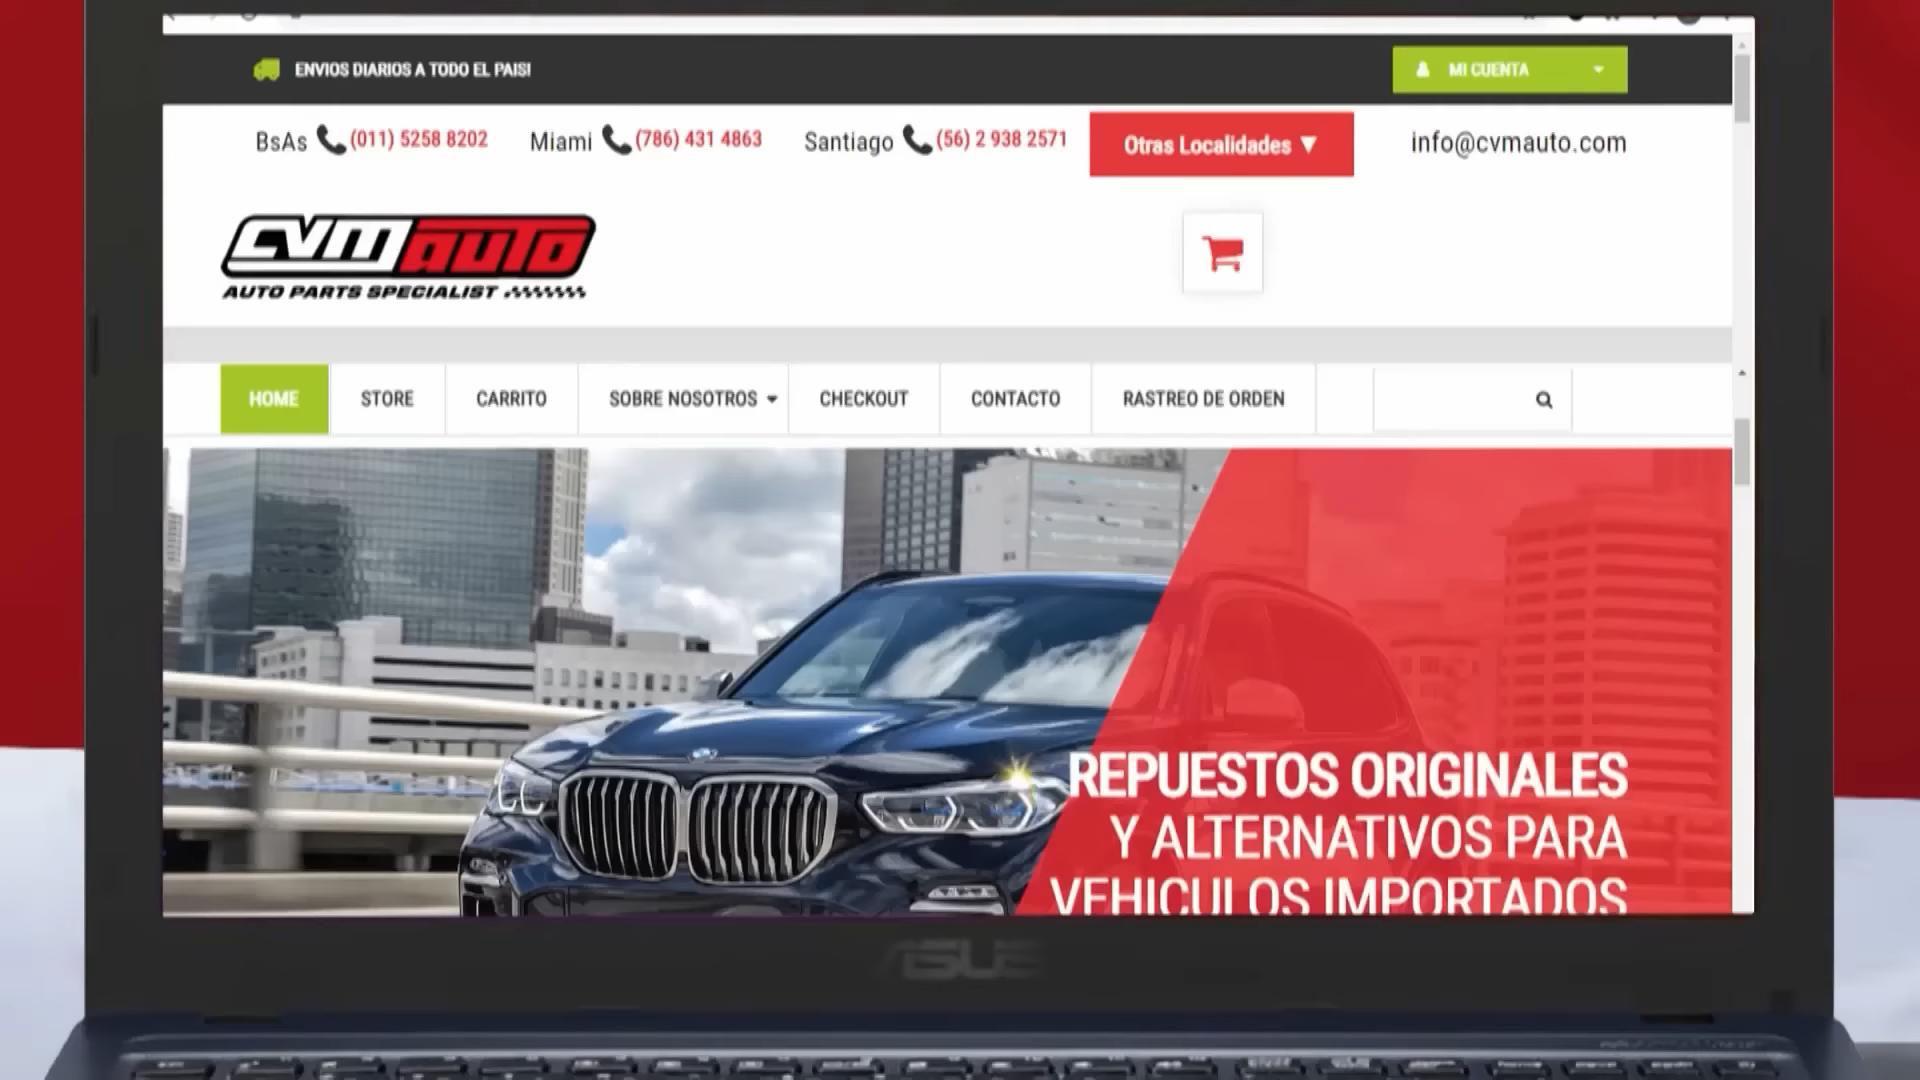 ENVIOS DIARIOS A TODO EL PAIS!
MI CUENTA
BsAs (011) 5258 8202 Miami (786) 431 4863 Santiago (56) 2 938 2571 Otras Localidades ▼ info@cvmauto.com
CVM AUTO
AUTO PARTS SPECIALIST
HOME STORE CARRITO SOBRE NOSOTROS CHECKOUT CONTACTO RASTREO DE ORDEN
REPUESTOS ORIGINALES
Y ALTERNATIVOS PARA
VEHICULOS IMPORTADOS
ASUS